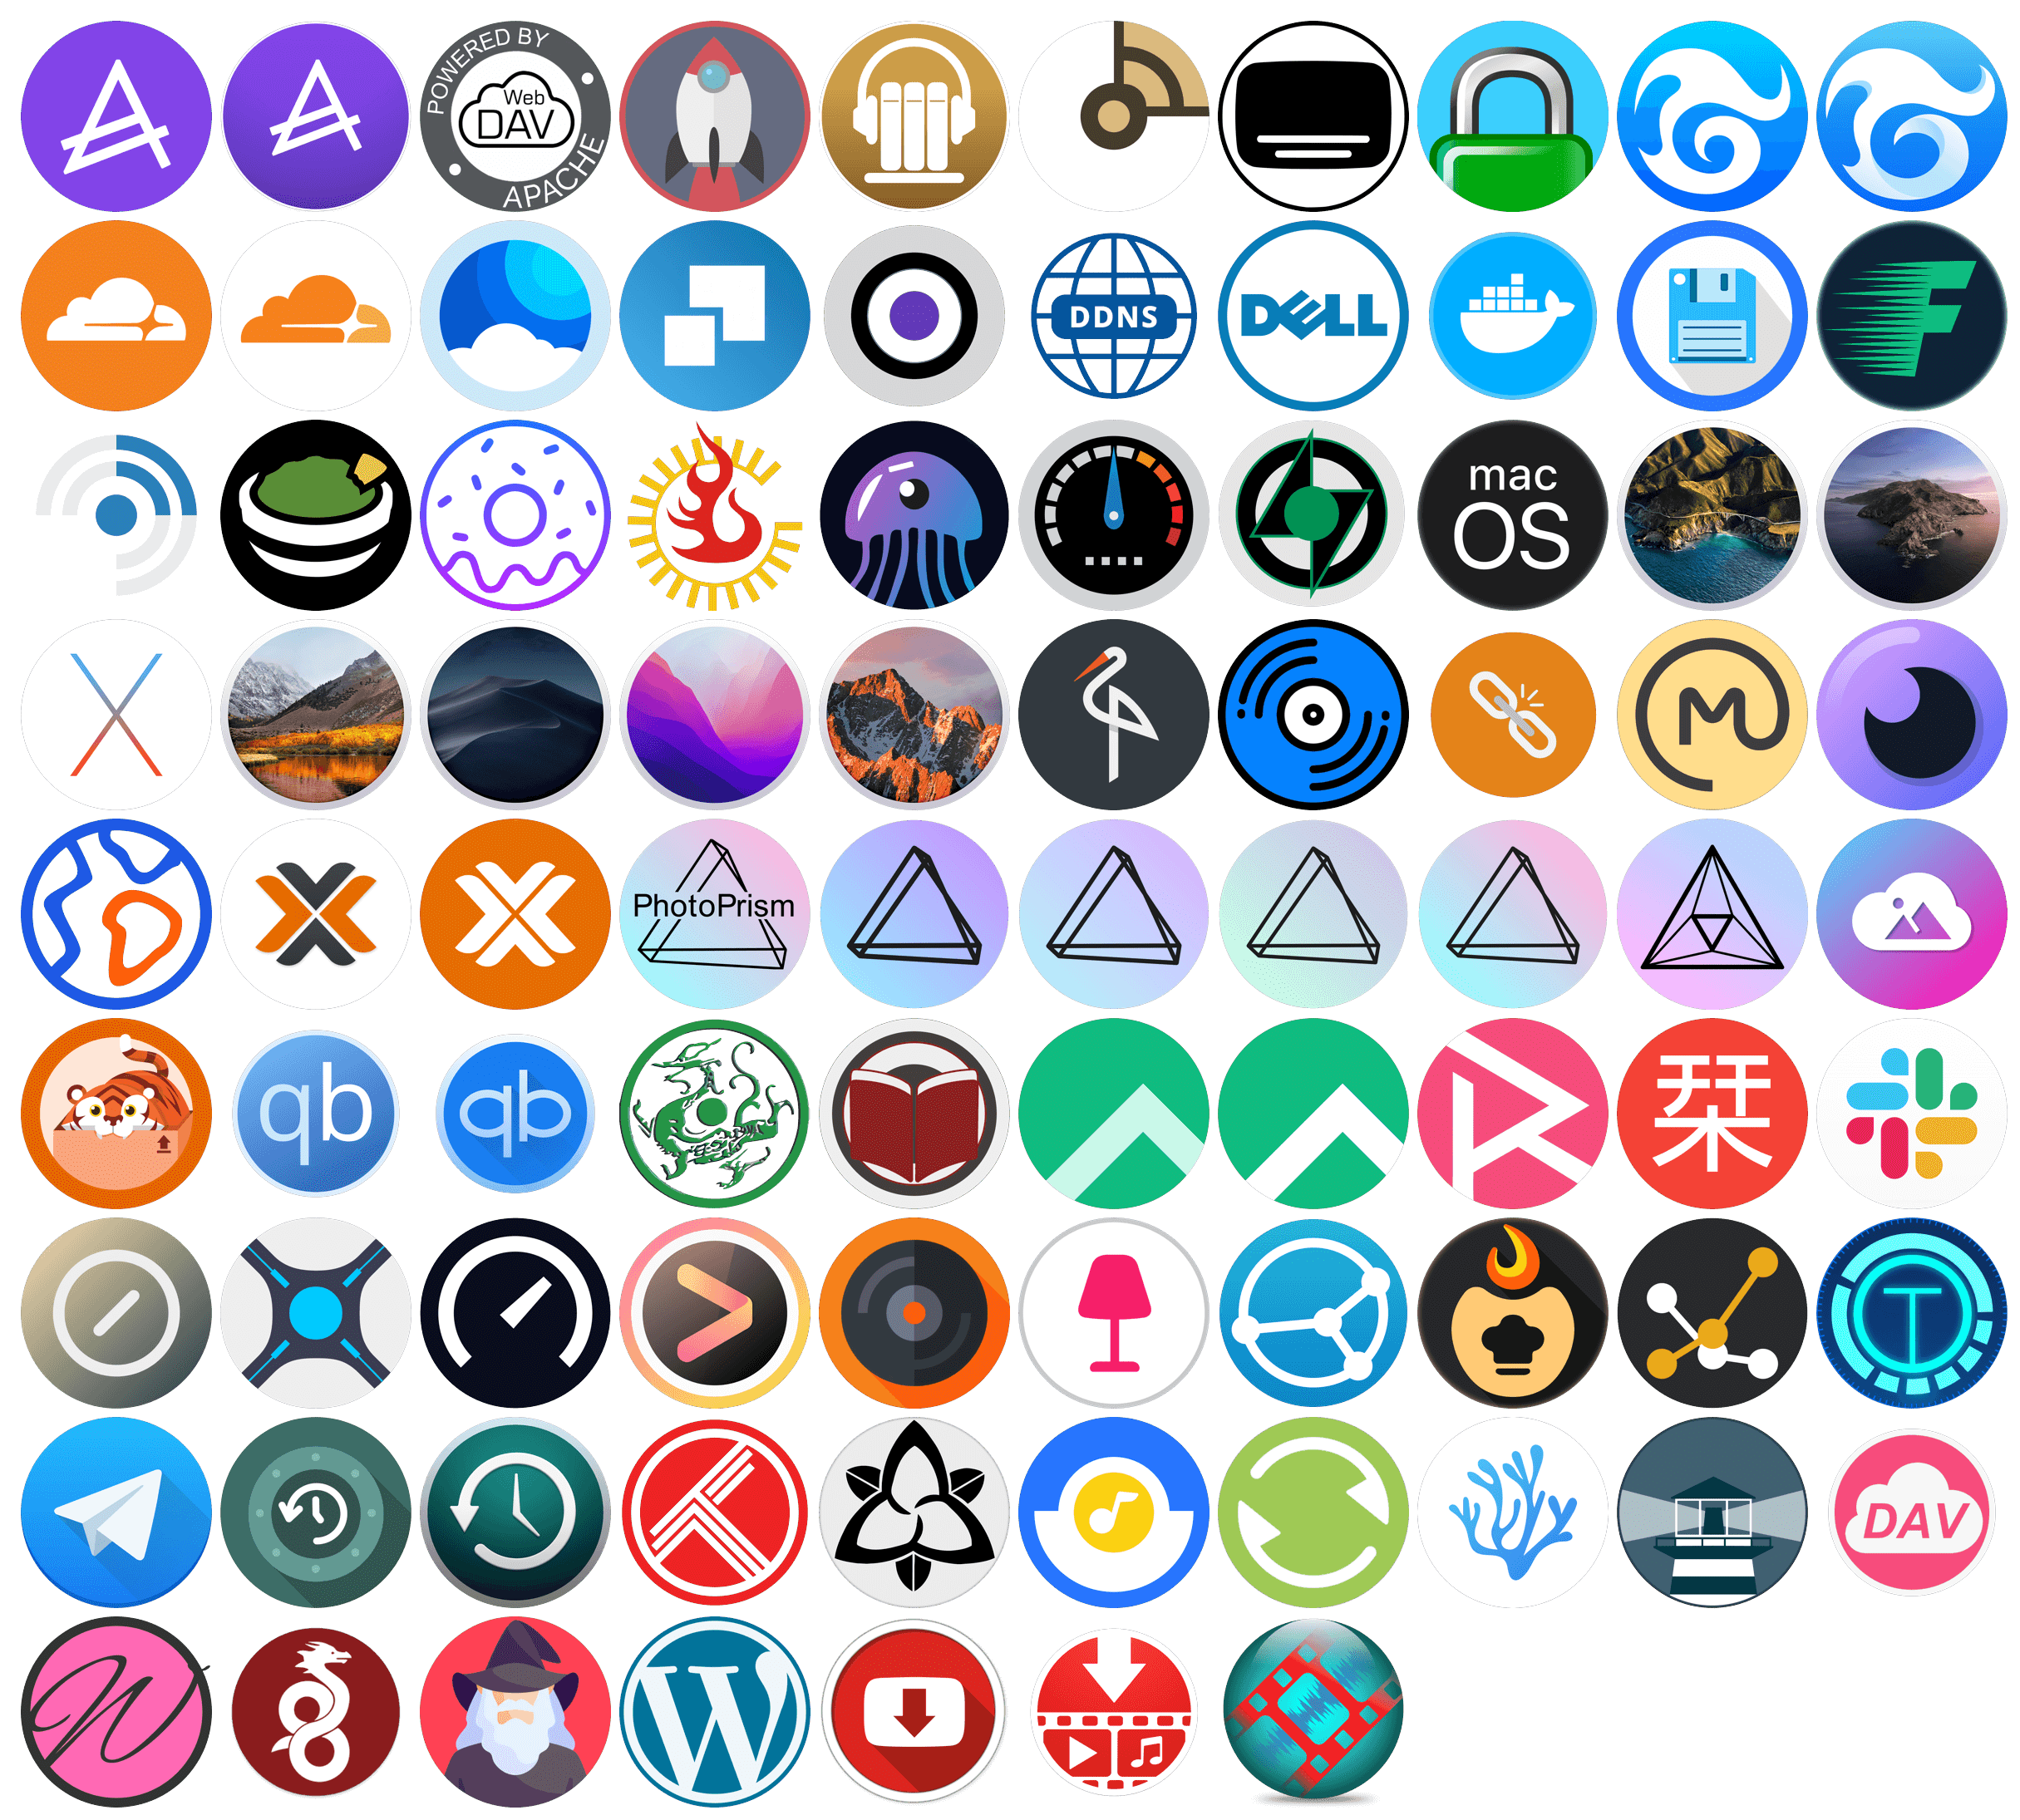 POWERED BY
Web
DAV
APACHE
DDNS
DELL
F
mac
OS
X
M
PhotoPrism
qb
qb
栞
T
DAV
W
W